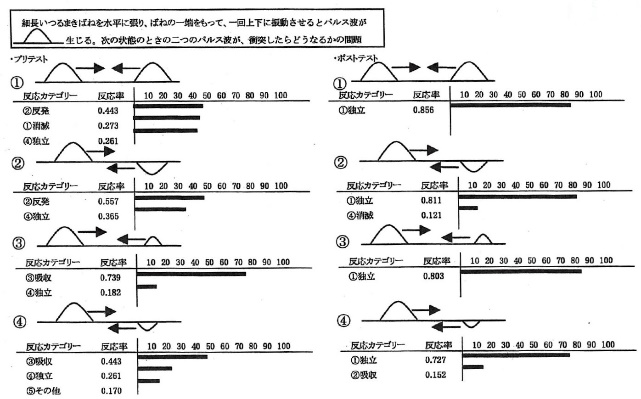 細長いつるまきばねを水平に張り、ばねの一端をもって、一回上下に振動させるとパルス波が
生じる。次の状態のときの二つのパルス波が、衝突したらどうなるかの問題
・プリテスト
①
反応カテゴリー 反応率 10 20 30 40 50 60 70 80 90 100
②反発 0.443
①消滅 0.273
④独立 0.261
②
反応カテゴリー 反応率 10 20 30 40 50 60 70 80 90 100
②反発 0.557
④独立 0.365
③
反応カテゴリー 反応率 10 20 30 40 50 60 70 80 90 100
③吸収 0.739
④独立 0.182
④
反応カテゴリー 反応率 10 20 30 40 50 60 70 80 90 100
③吸収 0.443
④独立 0.261
⑤その他 0.170
・ポストテスト
①
反応カテゴリー 反応率 10 20 30 40 50 60 70 80 90 100
①独立 0.856
②
反応カテゴリー 反応率 10 20 30 40 50 60 70 80 90 100
①独立 0.811
④消滅 0.121
③
反応カテゴリー 反応率 10 20 30 40 50 60 70 80 90 100
①独立 0.803
④
反応カテゴリー 反応率 10 20 30 40 50 60 70 80 90 100
①独立 0.727
②吸収 0.152